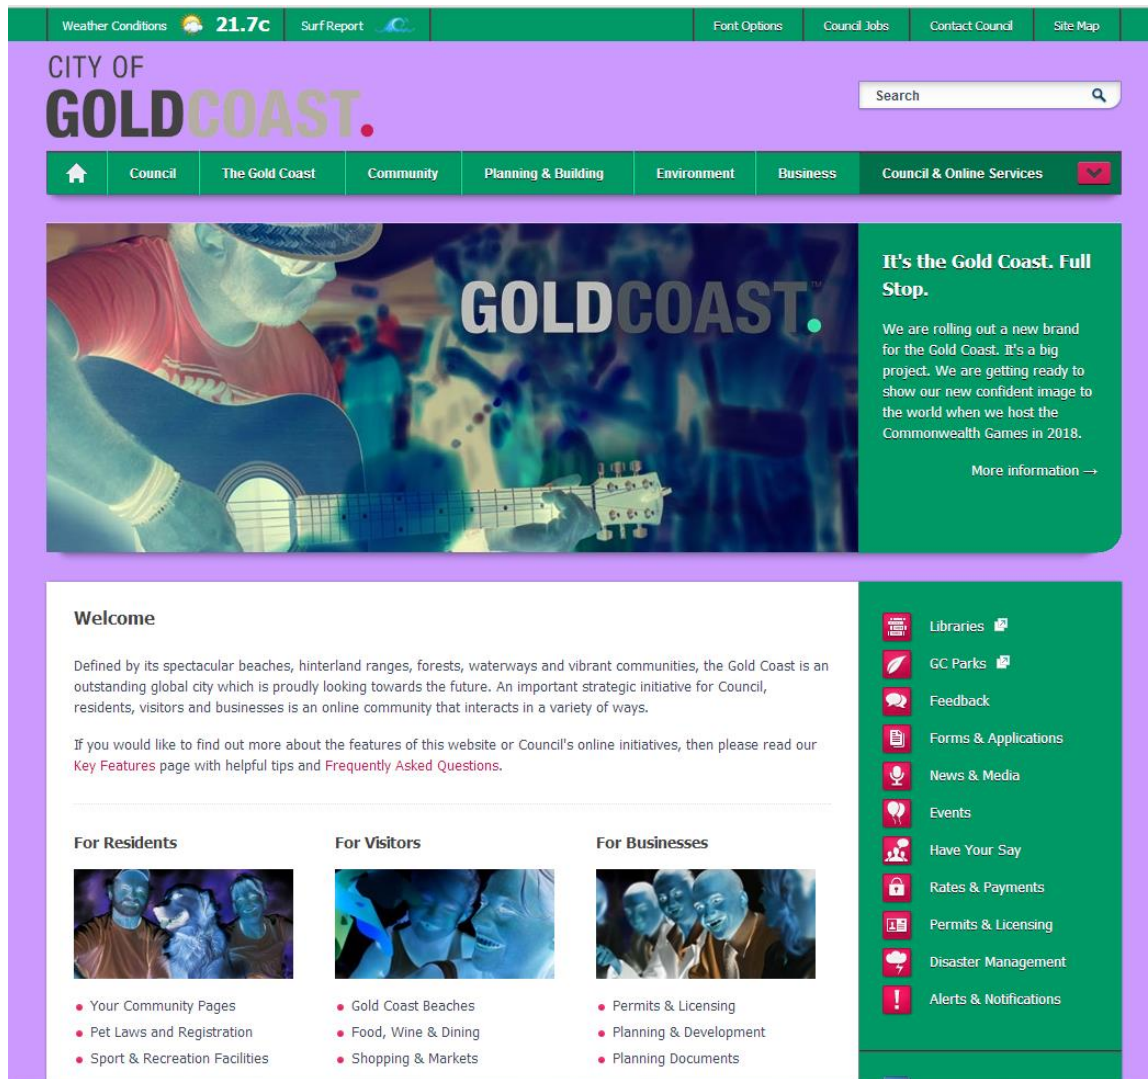 Weather Conditions 21.7c Surf Report Font Options Council Jobs Contact Council Site Map
CITY OF
GOLDCOAST.
Search
Council The Gold Coast Community Planning & Building Environment Business Council & Online Services
GOLDCOAST.™
It's the Gold Coast. Full
Stop.
We are rolling out a new brand
for the Gold Coast. It's a big
project. We are getting ready to
show our new confident image to
the world when we host the
Commonwealth Games in 2018.
More information →
Welcome
Defined by its spectacular beaches, hinterland ranges, forests, waterways and vibrant communities, the Gold Coast is an
outstanding global city which is proudly looking towards the future. An important strategic initiative for Council,
residents, visitors and businesses is an online community that interacts in a variety of ways.
If you would like to find out more about the features of this website or Council's online initiatives, then please read our
Key Features page with helpful tips and Frequently Asked Questions.
For Residents
Your Community Pages
Pet Laws and Registration
Sport & Recreation Facilities
For Visitors
Gold Coast Beaches
Food, Wine & Dining
Shopping & Markets
For Businesses
Permits & Licensing
Planning & Development
Planning Documents
Libraries
GC Parks
Feedback
Forms & Applications
News & Media
Events
Have Your Say
Rates & Payments
Permits & Licensing
Disaster Management
Alerts & Notifications